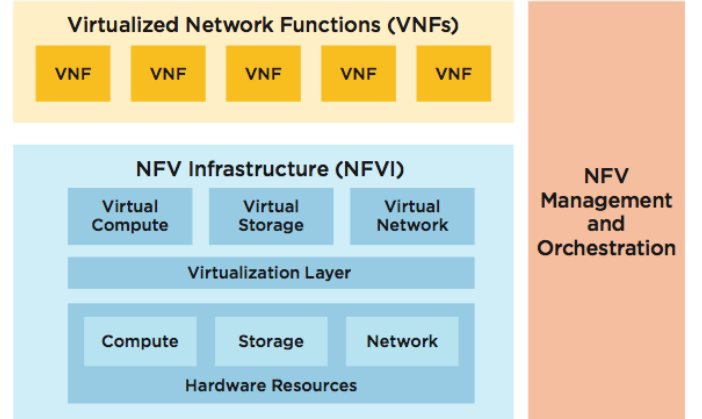 Virtualized Network Functions (VNFs)
VNF VNF VNF VNF VNF
NFV Infrastructure (NFVI)
Virtual
Compute
Virtual
Storage
Virtual
Network
Virtualization Layer
Compute Storage Network
Hardware Resources
NFV
Management
and
Orchestration